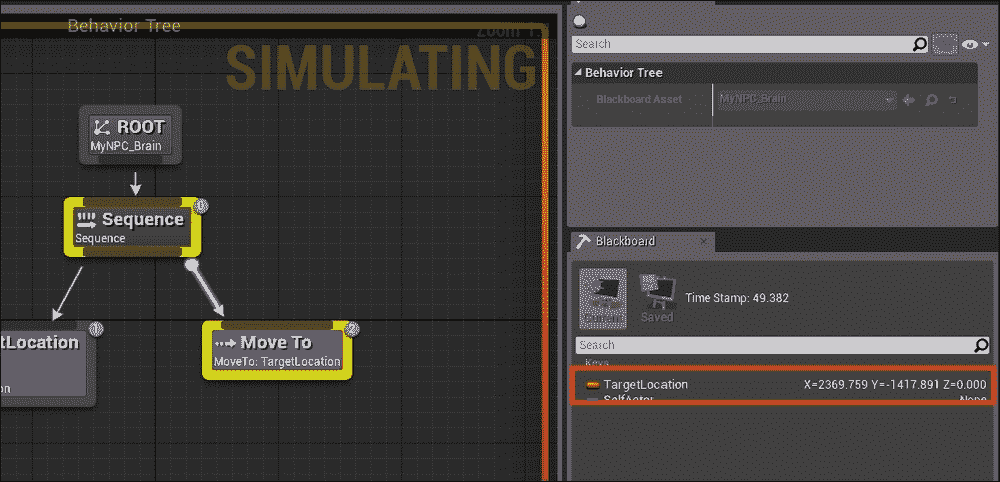 Behavior Tree
Zoom 1:
SIMULATING
ROOT
MyNPC_Brain
Sequence
Sequence
0
tLocation
on
1
Move To
MoveTo: TargetLocation
2
Search
Behavior Tree
Blackboard Asset
MyNPC_Brain
Blackboard
Saved
Time Stamp: 49.382
Search
Keys
TargetLocation X=2369.759 Y=-1417.891 Z=0.000
SelfActor None